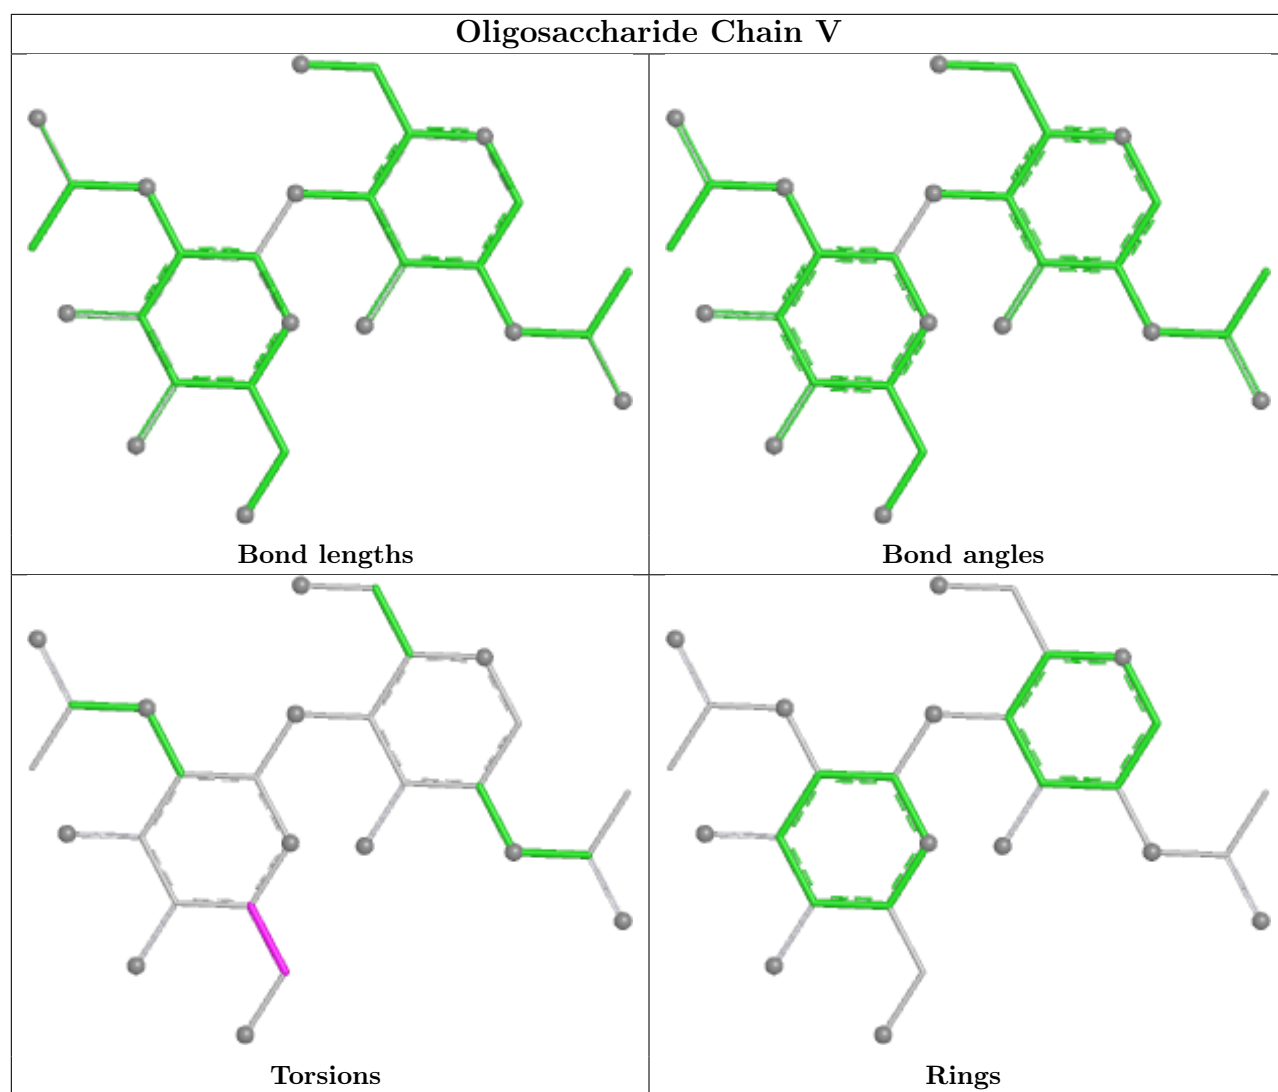 Oligosaccharide Chain V
Bond lengths
Bond angles
Torsions
Rings